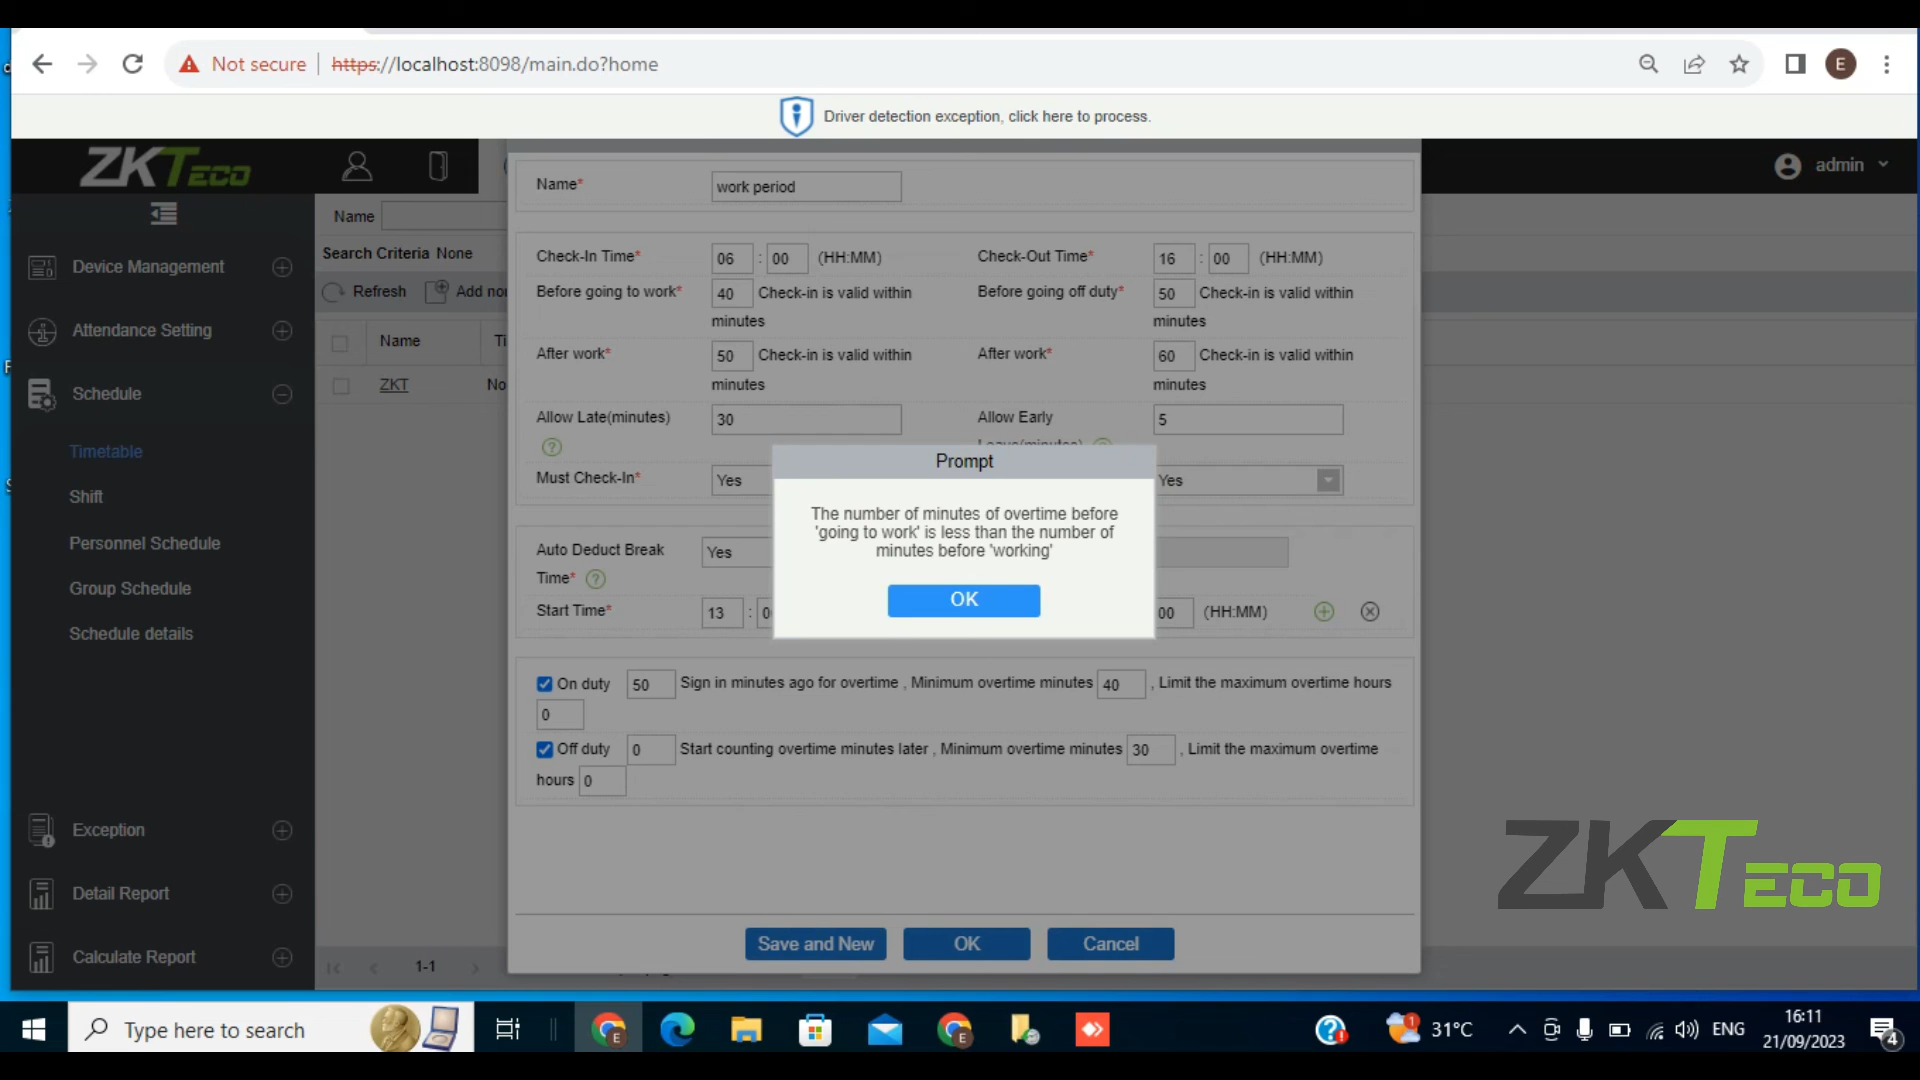 Not secure https://localhost:8098/main.do?home E
Driver detection exception, click here to process.
ZKTeco admin
Name
Search Criteria None
Refresh Add nor
Name Ti
ZKT No
Device Management
Attendance Setting
Schedule
Timetable
Shift
Personnel Schedule
Group Schedule
Schedule details
Exception
Detail Report
Calculate Report
1-1
Name* work period
Check-In Time* 06 : 00 (HH:MM) Check-Out Time* 16 : 00 (HH:MM)
Before going to work* 40 Check-in is valid within minutes Before going off duty* 50 Check-in is valid within minutes
After work* 50 Check-in is valid within minutes After work* 60 Check-in is valid within minutes
Allow Late(minutes) 30 Allow Early 5
Must Check-In* Yes Yes
Prompt
The number of minutes of overtime before
'going to work' is less than the number of
minutes before 'working'
OK
Auto Deduct Break Time* Yes
Start Time* 13 : 00 (HH:MM)
On duty 50 Sign in minutes ago for overtime , Minimum overtime minutes 40 , Limit the maximum overtime hours
0
Off duty 0 Start counting overtime minutes later , Minimum overtime minutes 30 , Limit the maximum overtime
hours 0
Save and New OK Cancel
ZKTeco
Type here to search 31°C ENG 16:11
21/09/2023 4